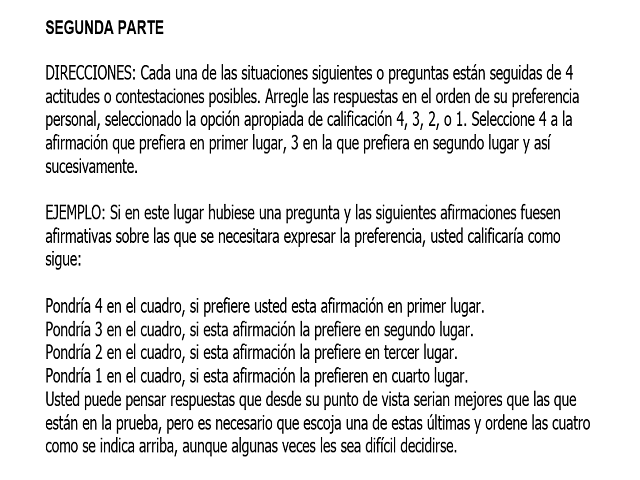 SEGUNDA PARTE
DIRECCIONES: Cada una de las situaciones siguientes o preguntas están seguidas de 4
actitudes o contestaciones posibles. Arregle las respuestas en el orden de su preferencia
personal, seleccionado la opción apropiada de calificación 4, 3, 2, o 1. Seleccione 4 a la
afirmación que prefiera en primer lugar, 3 en la que prefiera en segundo lugar y así
sucesivamente.
EJEMPLO: Si en este lugar hubiese una pregunta y las siguientes afirmaciones fuesen
afirmativas sobre las que se necesitara expresar la preferencia, usted calificaría como
sigue:
Pondría 4 en el cuadro, si prefiere usted esta afirmación en primer lugar.
Pondría 3 en el cuadro, si esta afirmación la prefiere en segundo lugar.
Pondría 2 en el cuadro, si esta afirmación la prefiere en tercer lugar.
Pondría 1 en el cuadro, si esta afirmación la prefieren en cuarto lugar.
Usted puede pensar respuestas que desde su punto de vista serian mejores que las que
están en la prueba, pero es necesario que escoja una de estas últimas y ordene las cuatro
como se indica arriba, aunque algunas veces les sea difícil decidirse.